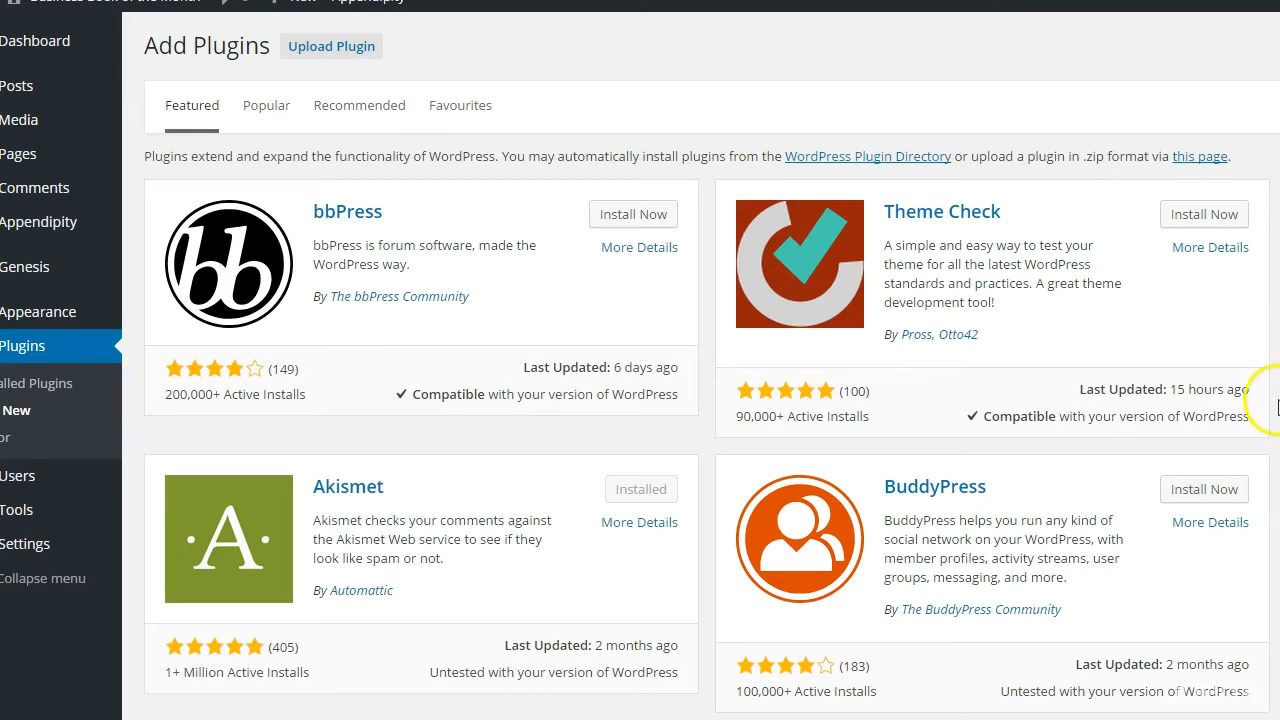 Dashboard
Posts
Media
Pages
Comments
Appendipity
Genesis
Appearance
Plugins
alled Plugins
New
or
Users
Tools
Settings
Collapse menu
Add Plugins
Upload Plugin
Featured
Popular
Recommended
Favourites
Plugins extend and expand the functionality of WordPress. You may automatically install plugins from the WordPress Plugin Directory or upload a plugin in .zip format via this page.
bb
bbPress
Install Now
More Details
bbPress is forum software, made the
WordPress way.
By The bbPress Community
(149)
200,000+ Active Installs
Last Updated: 6 days ago
Compatible with your version of WordPress
Theme Check
Install Now
More Details
A simple and easy way to test your
theme for all the latest WordPress
standards and practices. A great theme
development tool!
By Pross, Otto42
(100)
90,000+ Active Installs
Last Updated: 15 hours ago
Compatible with your version of WordPress
·A·
Akismet
Installed
More Details
Akismet checks your comments against
the Akismet Web service to see if they
look like spam or not.
By Automattic
(405)
1+ Million Active Installs
Last Updated: 2 months ago
Untested with your version of WordPress
BuddyPress
Install Now
More Details
BuddyPress helps you run any kind of
social network on your WordPress, with
member profiles, activity streams, user
groups, messaging, and more.
By The BuddyPress Community
(183)
100,000+ Active Installs
Last Updated: 2 months ago
Untested with your version of WordPress